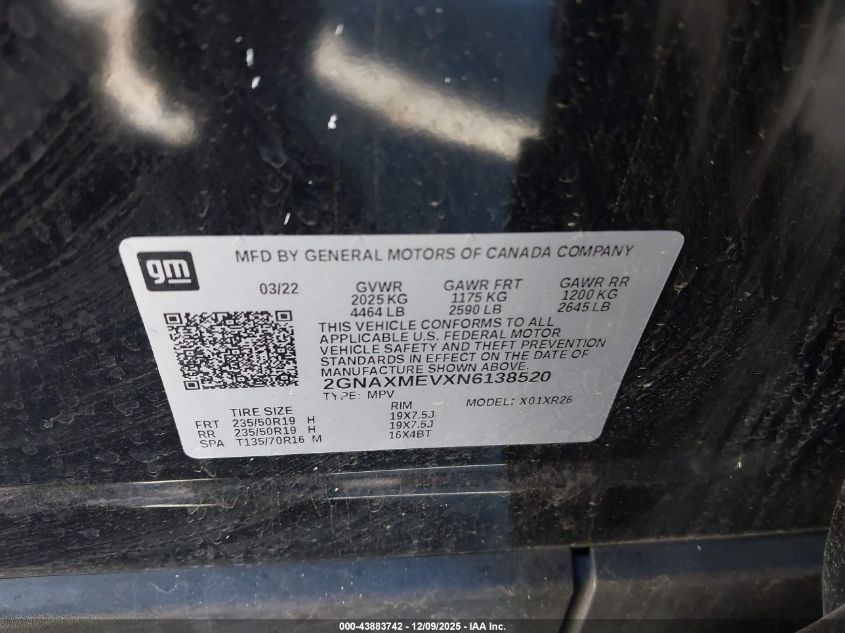 gm
MFD BY GENERAL MOTORS OF CANADA COMPANY
03/22 GVWR GAWR FRT GAWR RR
2025 KG 1175 KG 1200 KG
4464 LB 2590 LB 2645 LB
THIS VEHICLE CONFORMS TO ALL
APPLICABLE U.S. FEDERAL MOTOR
VEHICLE SAFETY AND THEFT PREVENTION
STANDARDS IN EFFECT ON THE DATE OF
MANUFACTURE SHOWN ABOVE.
2GNAXMEVXN6138520
TYPE: MPV MODEL: X01XR26
TIRE SIZE RIM
FRT 235/50R19 H 19X7.5J
RR 235/50R19 H 19X7.5J
SPA T135/70R16 M 16X4BT
000-43883742 - 12/09/2025 - IAA Inc.